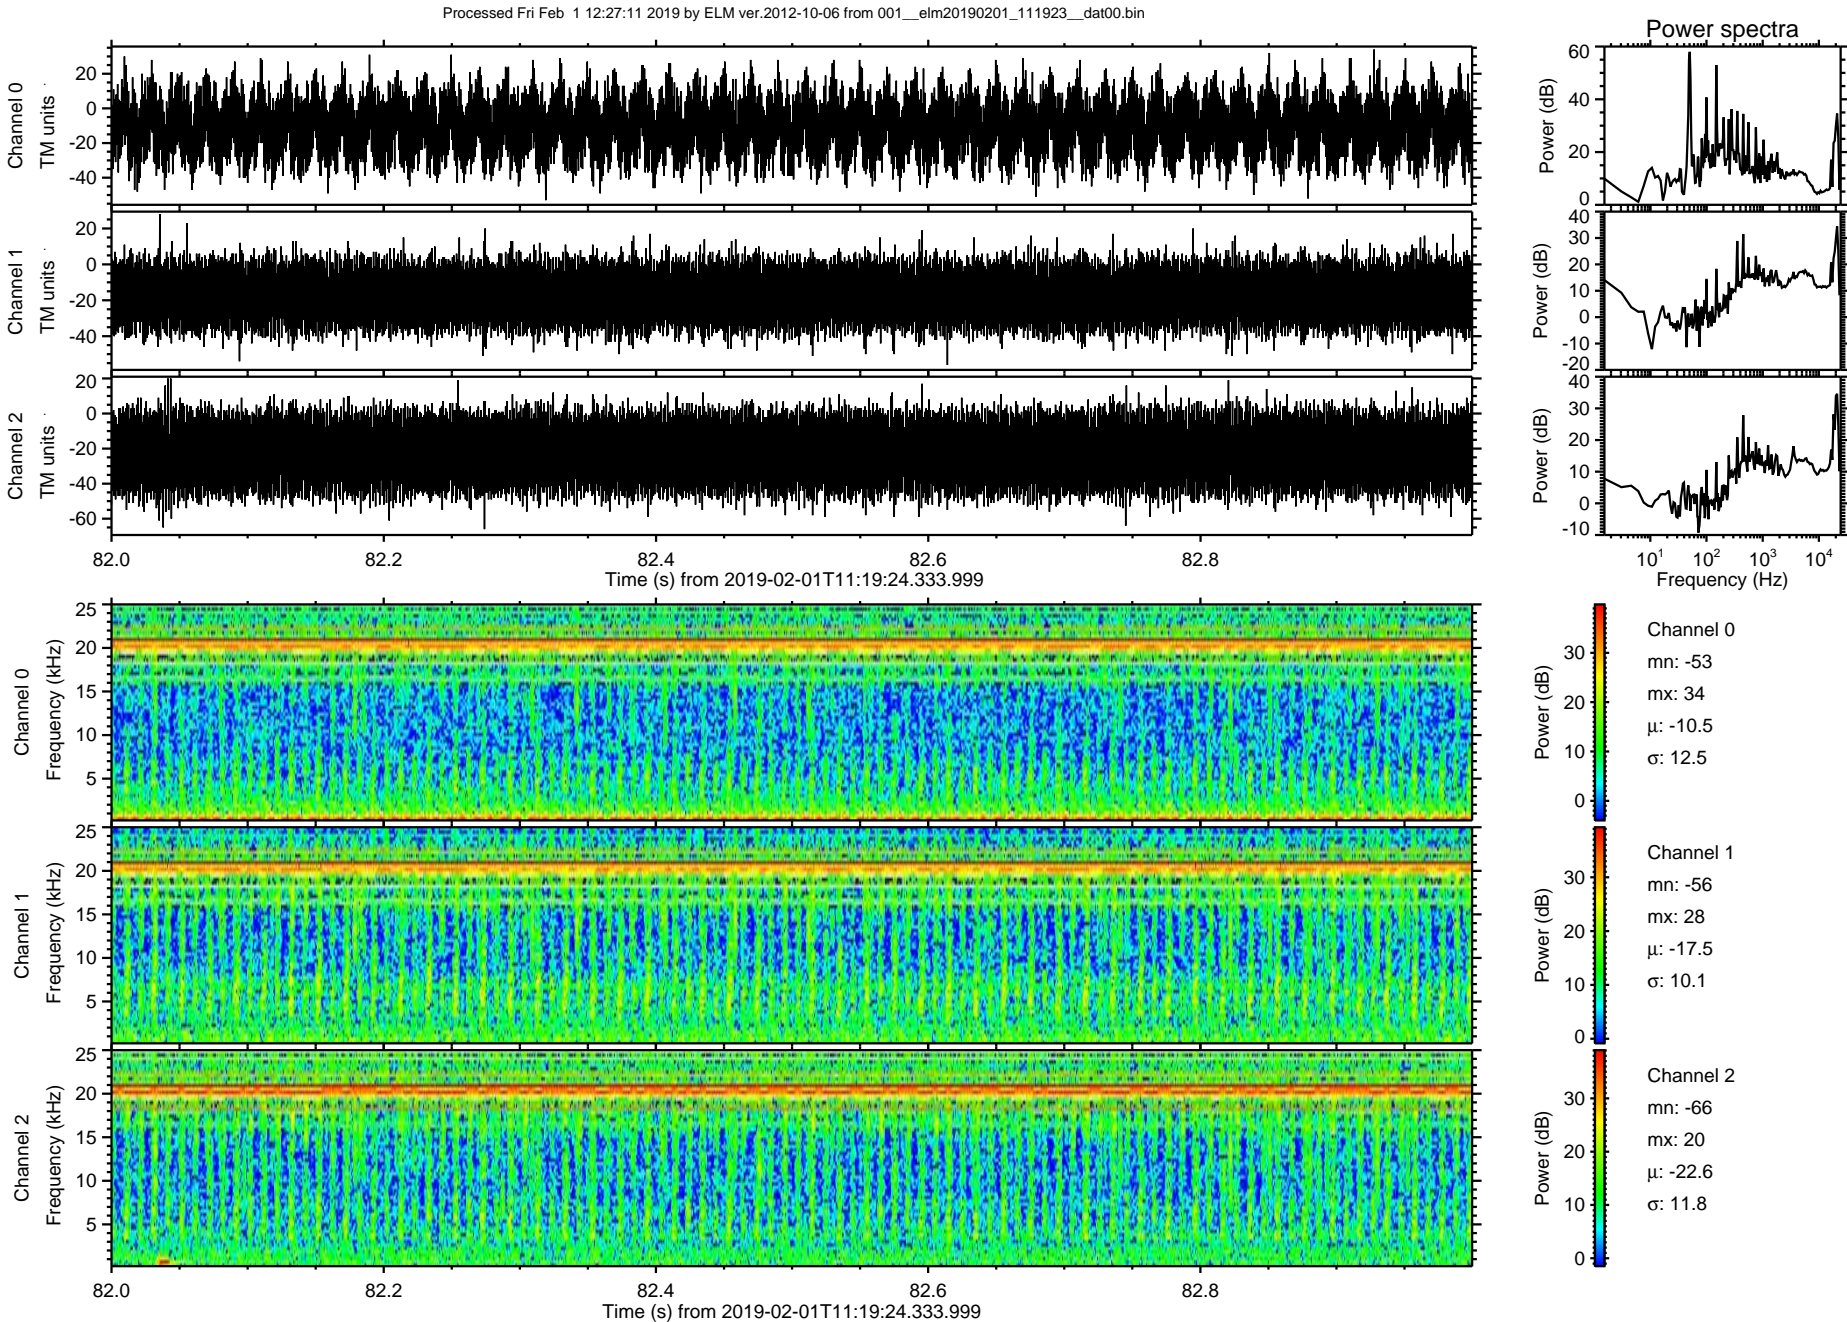 Processed Fri Feb  1 12:27:11 2019 by ELM ver.2012-10-06 from 001__elm20190201_111923__dat00.bin
Power spectra
Channel 0
TM units
20
0
-20
-40
Power (dB)
60
40
20
0
Channel 1
TM units
20
0
-20
-40
Power (dB)
40
30
20
10
0
-10
-20
Channel 2
TM units
20
0
-20
-40
-60
Power (dB)
40
30
20
10
0
-10
82.0 82.2 82.4 82.6 82.8
Time (s) from 2019-02-01T11:19:24.333.999
10¹ 10² 10³ 10⁴
Frequency (Hz)
Channel 0
Frequency (kHz)
25
20
15
10
5
Power (dB)
30
20
10
0
Channel 0
mn: -53
mx: 34
μ: -10.5
σ: 12.5
Channel 1
Frequency (kHz)
25
20
15
10
5
Power (dB)
30
20
10
0
Channel 1
mn: -56
mx: 28
μ: -17.5
σ: 10.1
Channel 2
Frequency (kHz)
25
20
15
10
5
Power (dB)
30
20
10
0
Channel 2
mn: -66
mx: 20
μ: -22.6
σ: 11.8
82.0 82.2 82.4 82.6 82.8
Time (s) from 2019-02-01T11:19:24.333.999